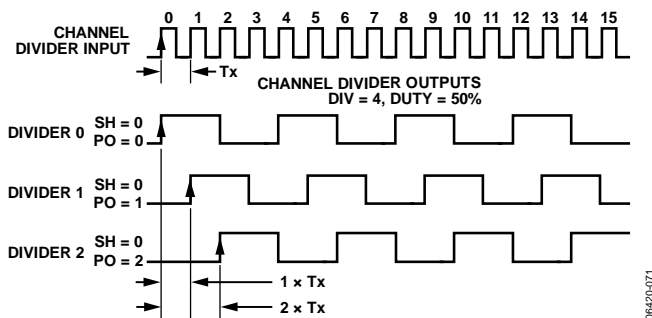 0 1 2 3 4 5 6 7 8 9 10 11 12 13 14 15
CHANNEL
DIVIDER INPUT
Tx
CHANNEL DIVIDER OUTPUTS
DIV = 4, DUTY = 50%
DIVIDER 0
SH = 0
PO = 0
DIVIDER 1
SH = 0
PO = 1
DIVIDER 2
SH = 0
PO = 2
1 × Tx
2 × Tx
06420-071